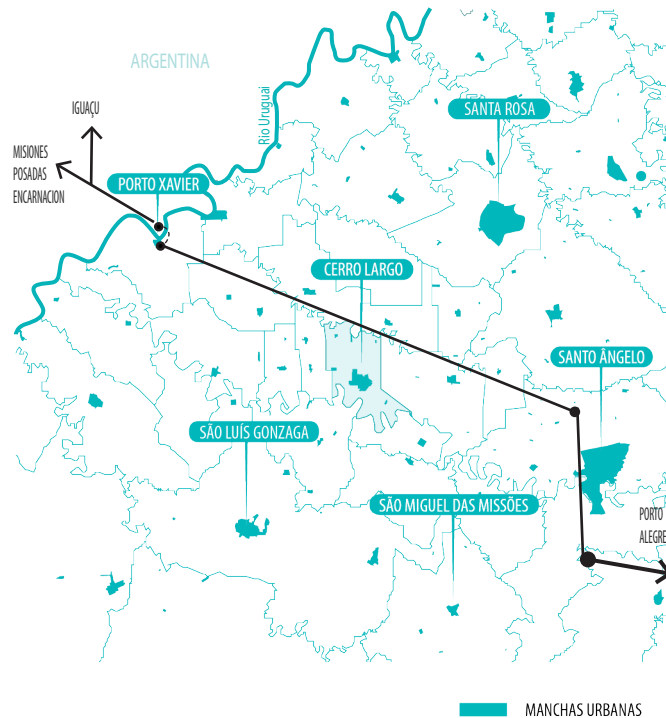 ARGENTINA
IGUAÇU
Rio Uruguai
SANTA ROSA
MISIONES
POSADAS
ENCARNACION
PORTO XAVIER
CERRO LARGO
SANTO ÂNGELO
SÃO LUÍS GONZAGA
SÃO MIGUEL DAS MISSÕES
PORTO
ALEGRE
MANCHAS URBANAS